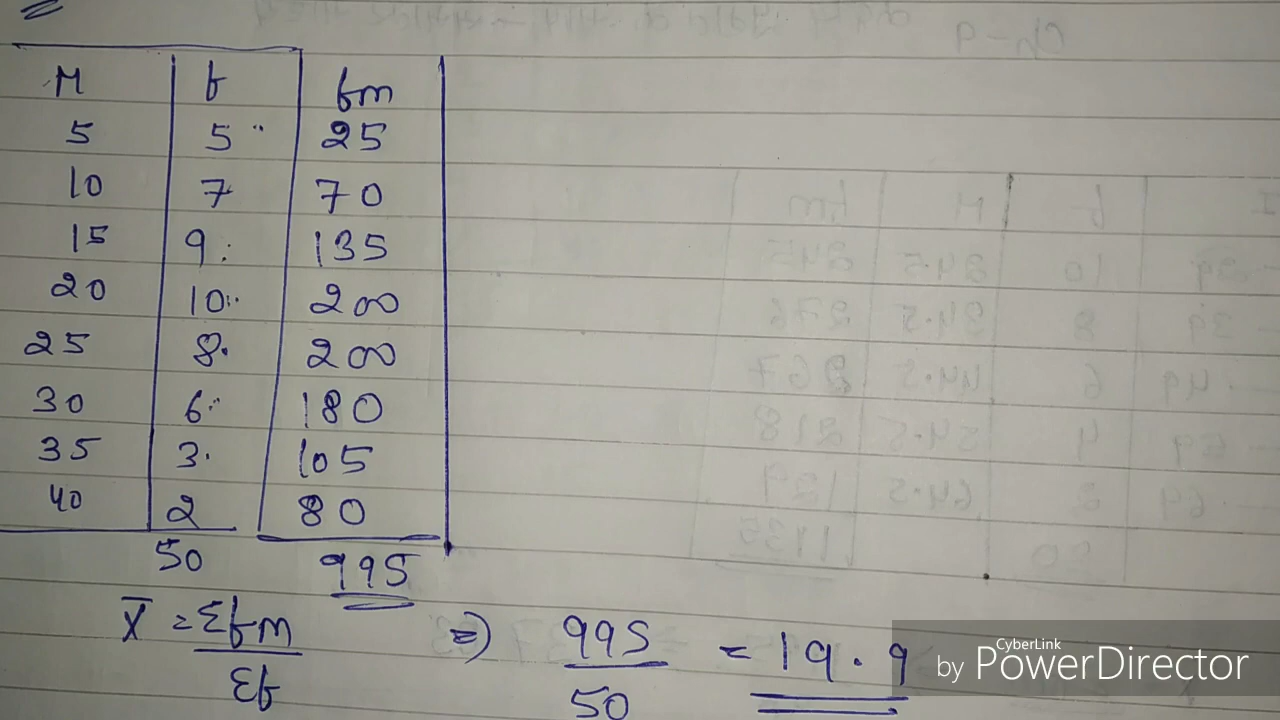 M f fm
5 5 25
10 7 70
15 9 135
20 10 200
25 8 200
30 6 180
35 3 105
40 2 80
50 995
X̅ = Σfm / Σf => 995 / 50 = 19.9
CyberLink
by PowerDirector